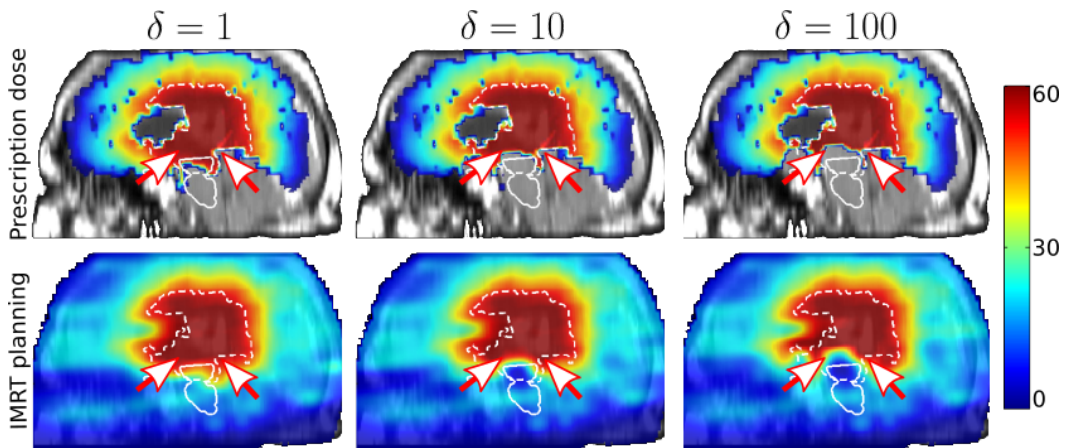 δ = 1
δ = 10
δ = 100
Prescription dose
IMRT planning
60
30
0